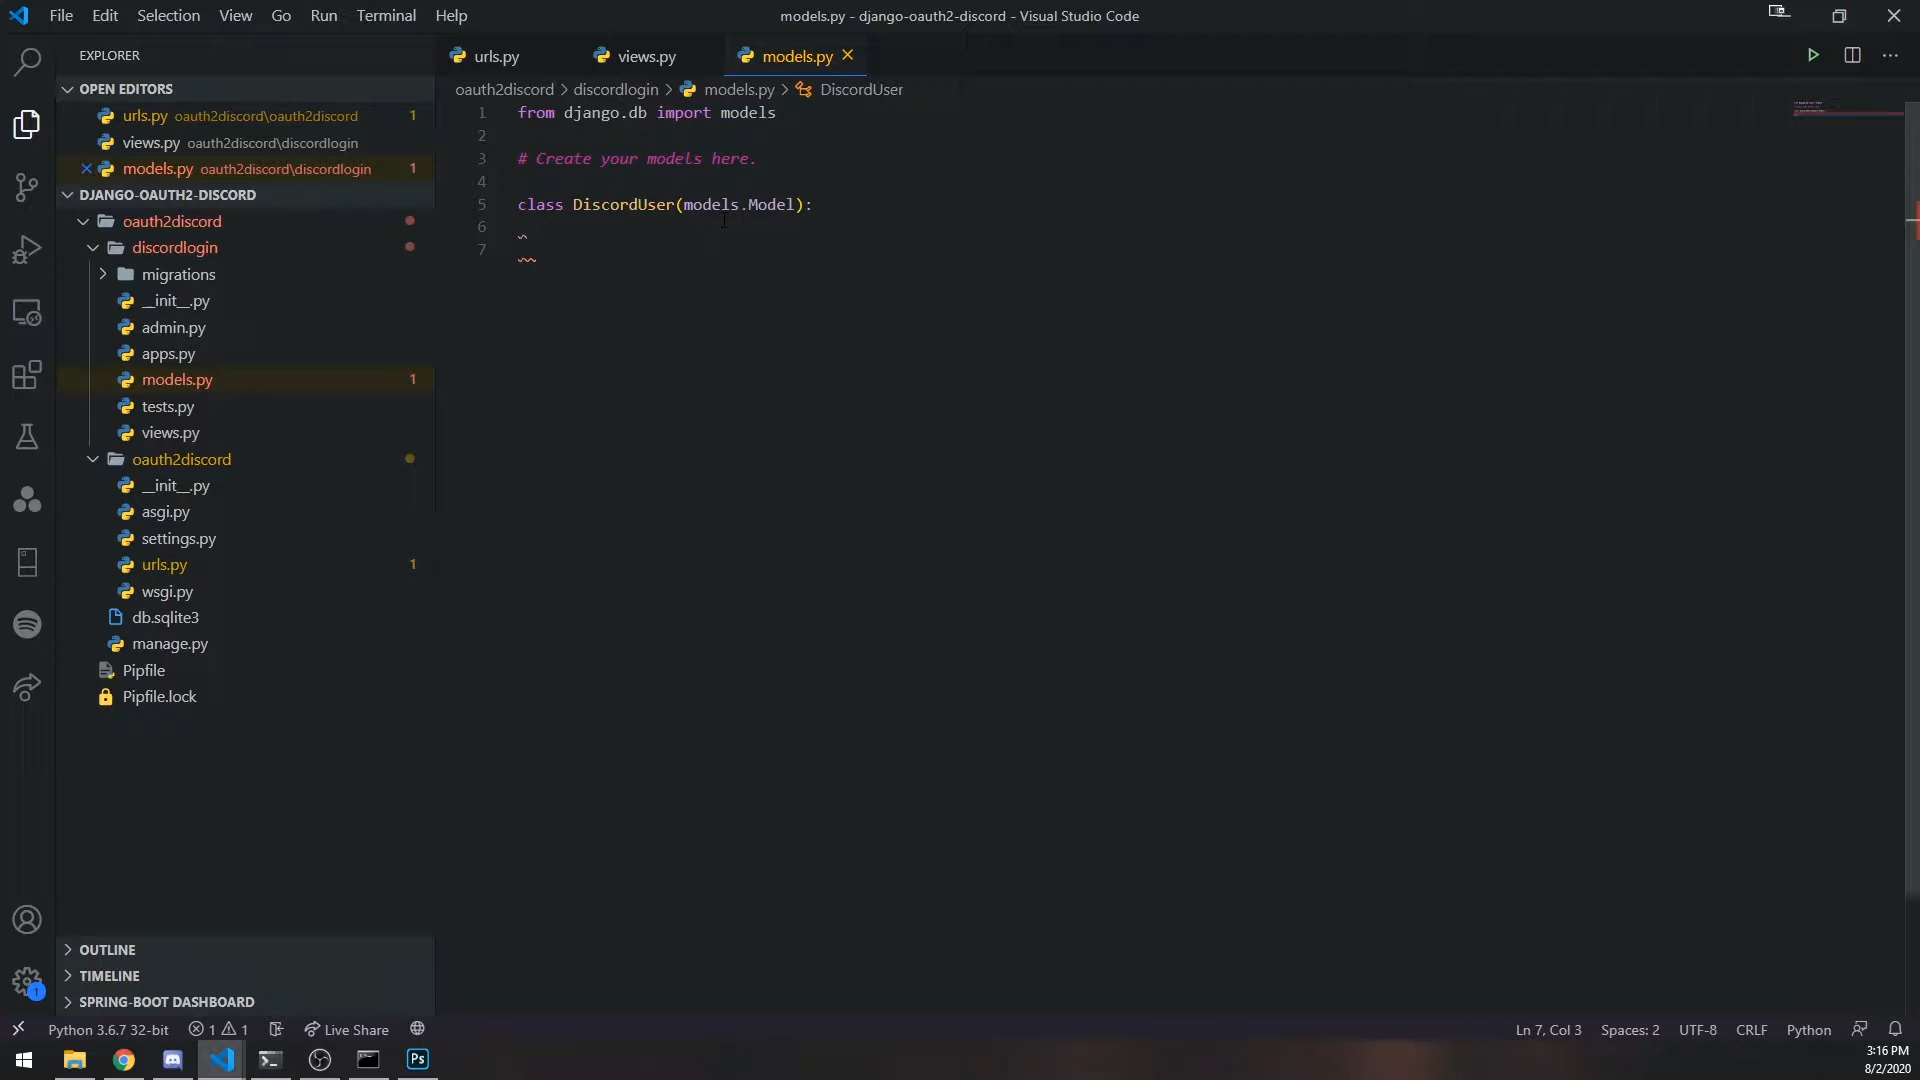 File Edit Selection View Go Run Terminal Help
models.py - django-oauth2-discord - Visual Studio Code
EXPLORER
OPEN EDITORS
urls.py oauth2discord\oauth2discord 1
views.py oauth2discord\discordlogin
models.py oauth2discord\discordlogin 1
DJANGO-OAUTH2-DISCORD
oauth2discord
discordlogin
migrations
__init__.py
admin.py
apps.py
models.py 1
tests.py
views.py
oauth2discord
__init__.py
asgi.py
settings.py
urls.py 1
wsgi.py
db.sqlite3
manage.py
Pipfile
Pipfile.lock
OUTLINE
TIMELINE
SPRING-BOOT DASHBOARD
1
urls.py views.py models.py
oauth2discord > discordlogin > models.py > DiscordUser
1 from django.db import models
2
3 # Create your models here.
4
5 class DiscordUser(models.Model):
6
7
Python 3.6.7 32-bit 1 1 Live Share Ln 7, Col 3 Spaces: 2 UTF-8 CRLF Python
Ps
3:16 PM
8/2/2020